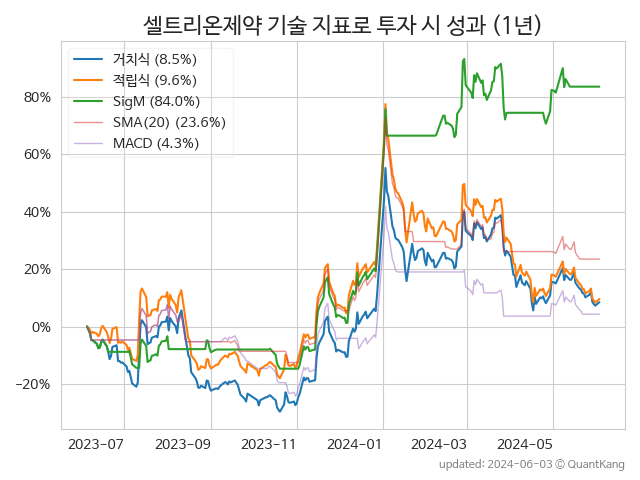 셀트리온제약 기술 지표로 투자 시 성과 (1년)
거치식 (8.5%)
적립식 (9.6%)
SigM (84.0%)
SMA(20) (23.6%)
MACD (4.3%)
80%
60%
40%
20%
0%
−20%
2023-07 2023-09 2023-11 2024-01 2024-03 2024-05
updated: 2024-06-03 © QuantKang